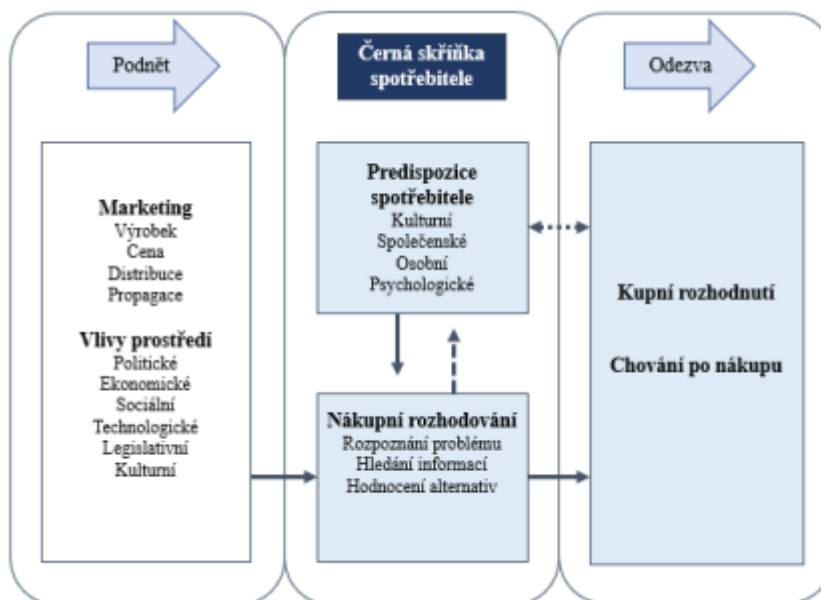 Podnět
Černá skříňka
spotřebitele
Odezva
Marketing
Výrobek
Cena
Distribuce
Propagace
Vlivy prostředí
Politické
Ekonomické
Sociální
Technologické
Legislativní
Kulturní
Predispozice
spotřebitele
Kulturní
Společenské
Osobní
Psychologické
Nákupní rozhodování
Rozpoznání problému
Hledání informací
Hodnocení alternativ
Kupní rozhodnutí
Chování po nákupu